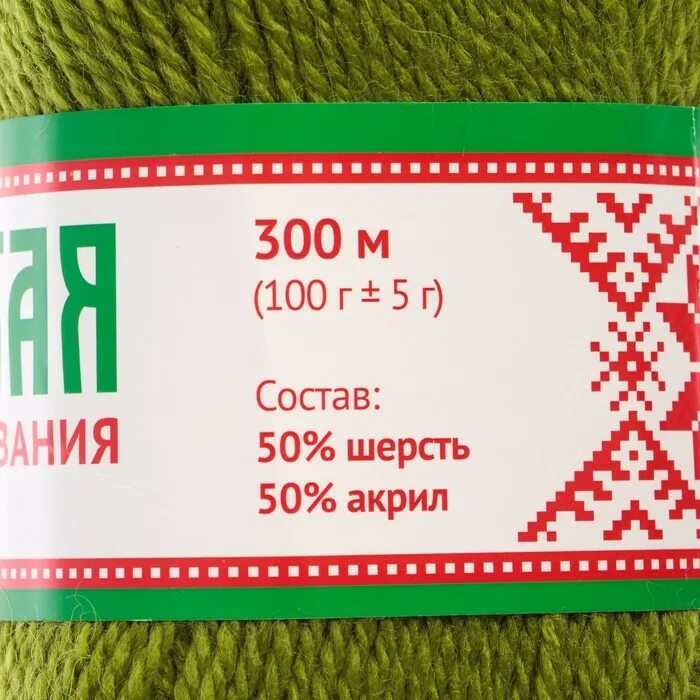 300 м
(100 г ± 5 г)
Состав:
50% шерсть
50% акрил